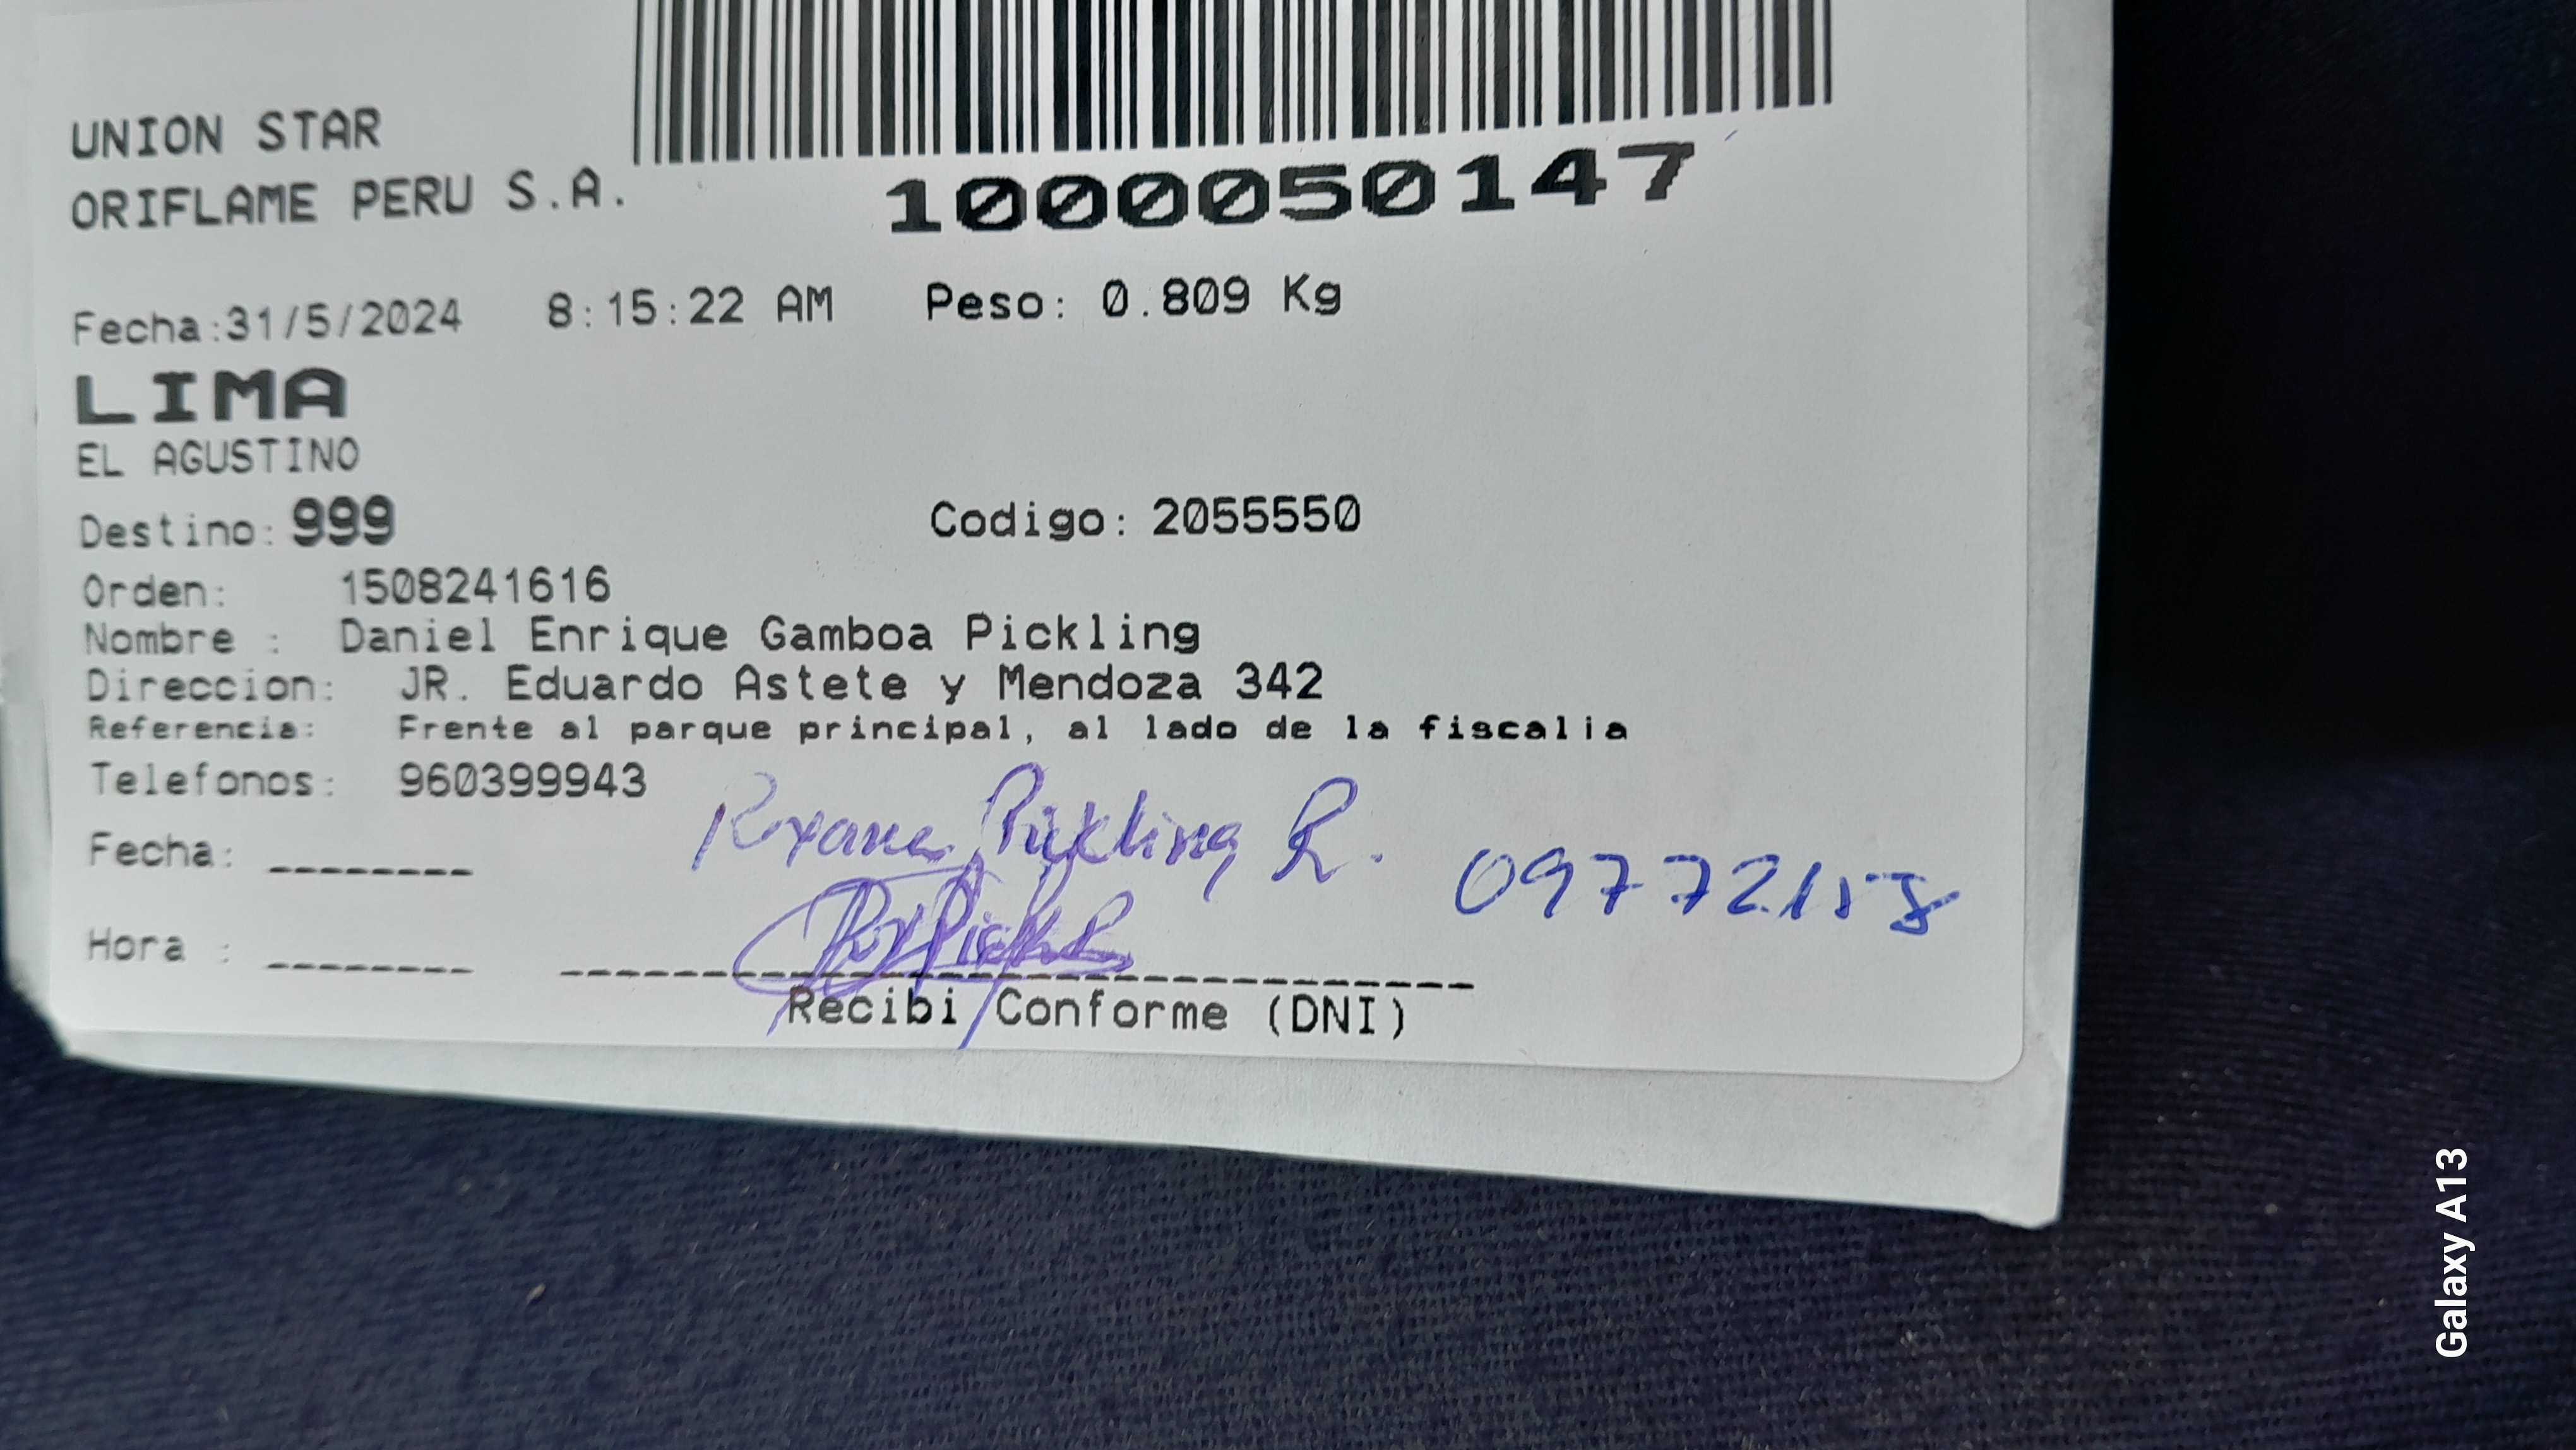 UNION STAR
ORIFLAME PERU S.A.
1000050147
Fecha:31/5/2024 8:15:22 AM Peso: 0.809 Kg
LIMA
EL AGUSTINO
Destino: 999 Codigo: 2055550
Orden: 1508241616
Nombre : Daniel Enrique Gamboa Pickling
Direccion: JR. Eduardo Astete y Mendoza 342
Referencia: Frente al parque principal, al lado de la fiscalia
Telefonos: 960399943
Roxana Pickling R.
Fecha: ________
Hora : ________
Recibi Conforme (DNI)
Galaxy A13